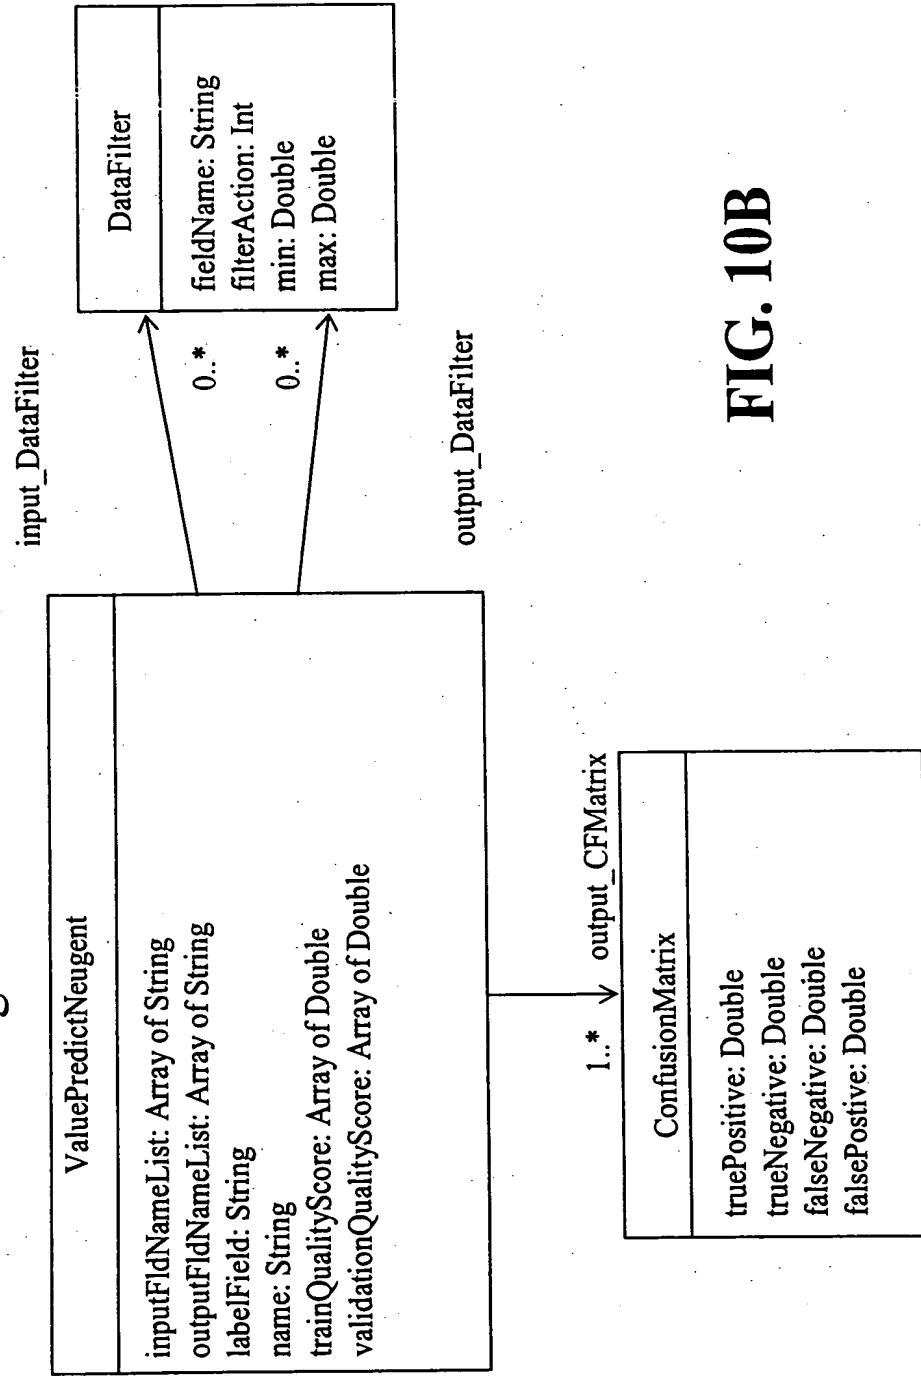 ValuePredictNeugent
inputFldNameList: Array of String
outputFldNameList: Array of String
labelField: String
name: String
trainQualityScore: Array of Double
validationQualityScore: Array of Double
input_DataFilter
0..*
0..*
output_DataFilter
DataFilter
fieldName: String
filterAction: Int
min: Double
max: Double
1..*
output_CFMatrix
ConfusionMatrix
truePositive: Double
trueNegative: Double
falseNegative: Double
falsePostive: Double
FIG. 10B